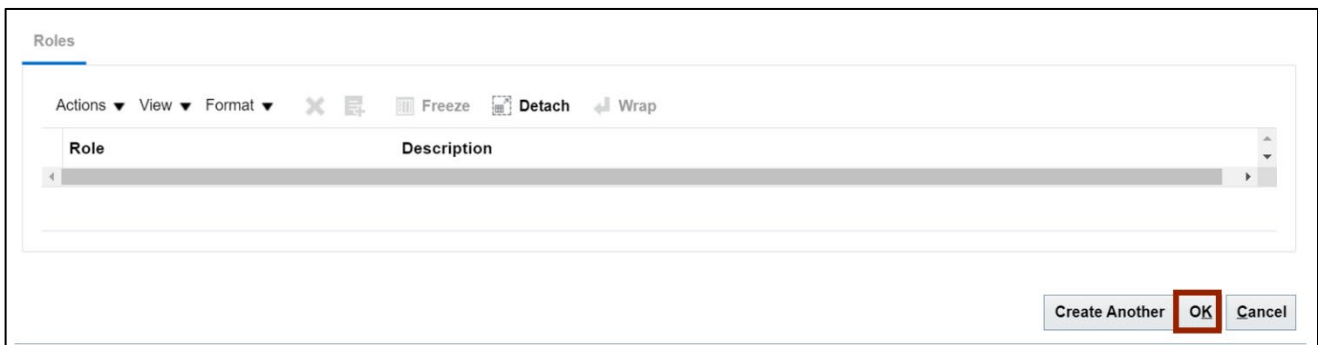 Roles
Actions View Format Freeze Detach Wrap
Role Description
Create Another OK Cancel